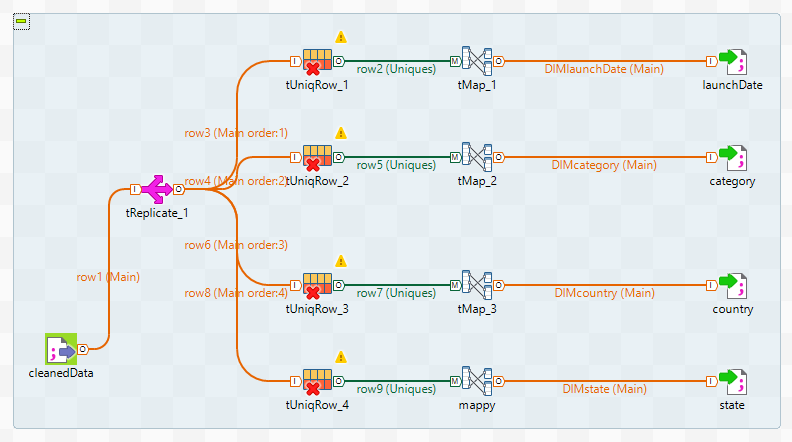 row2 (Uniques)
DIMlaunchDate (Main)
tUniqRow_1
tMap_1
launchDate
row3 (Main order:1)
row5 (Uniques)
DIMcategory (Main)
row4 (Main order:2)
tUniqRow_2
tMap_2
category
tReplicate_1
row6 (Main order:3)
row1 (Main)
row8 (Main order:4)
row7 (Uniques)
DIMcountry (Main)
tUniqRow_3
tMap_3
country
cleanedData
row9 (Uniques)
DIMstate (Main)
tUniqRow_4
mappy
state